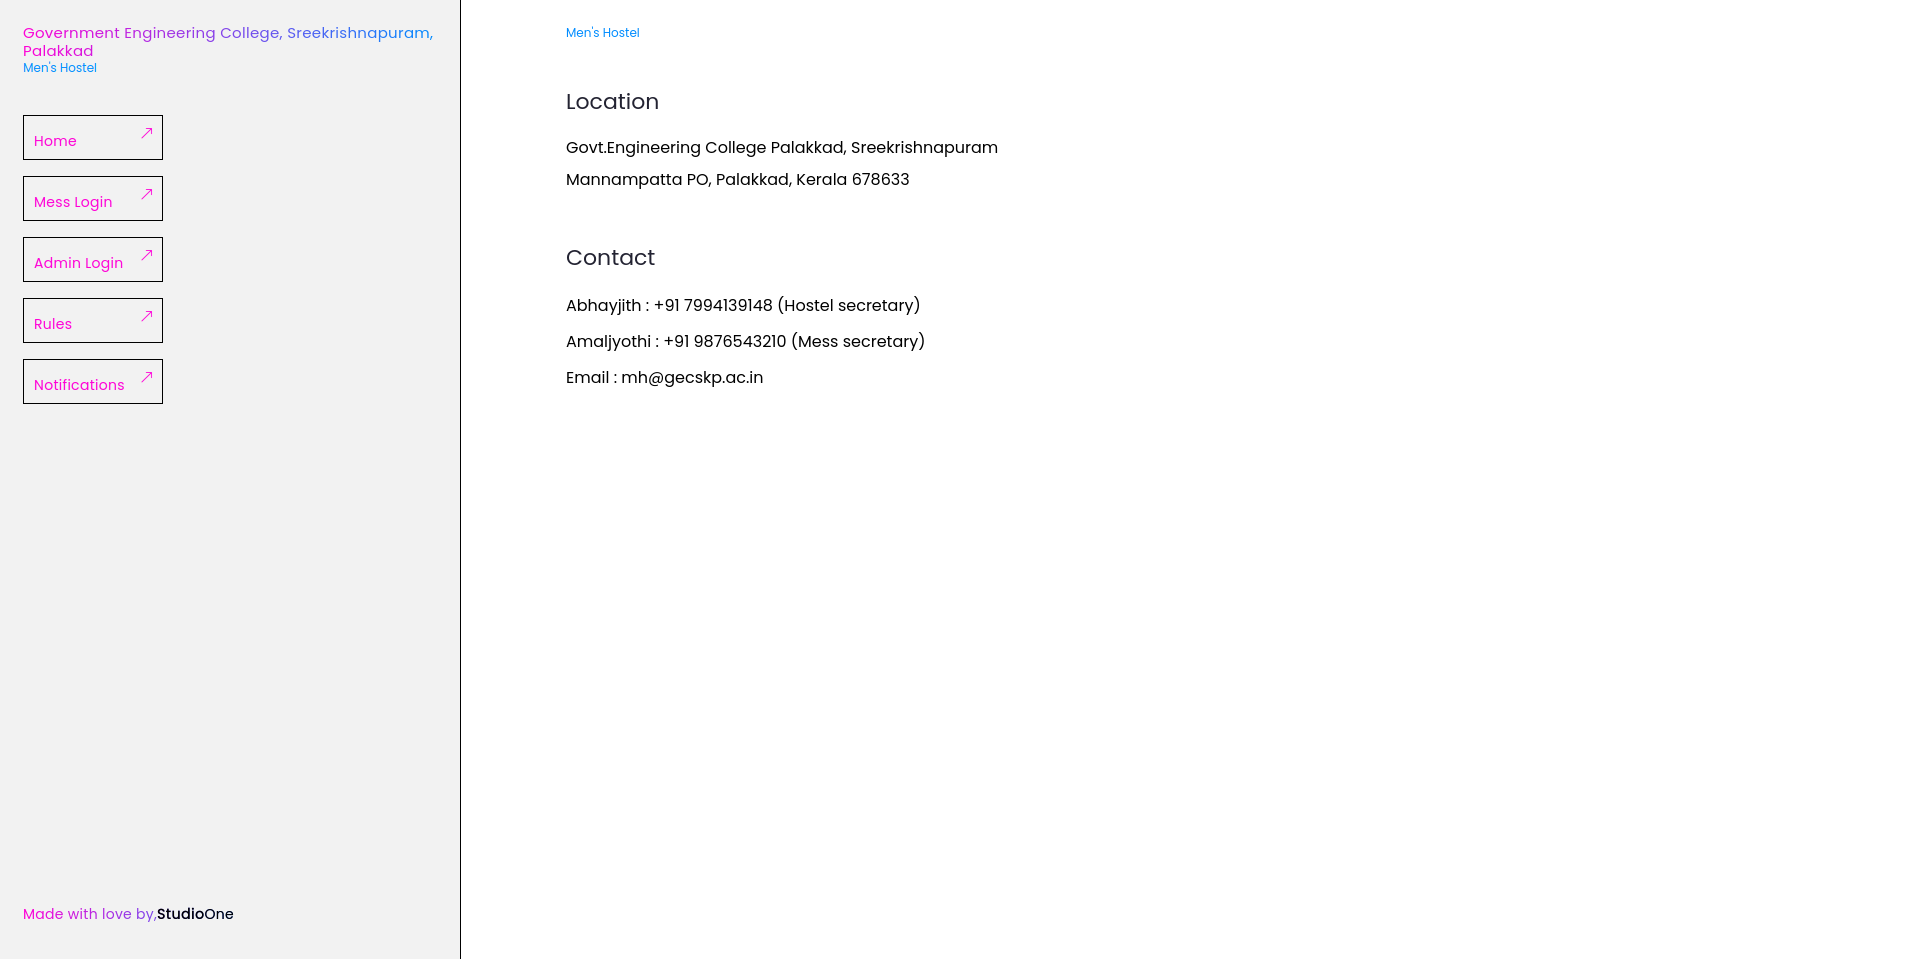 Government Engineering College, Sreekrishnapuram,
Palakkad
Men's Hostel
Home
Mess Login
Admin Login
Rules
Notifications
Made with love by,StudioOne
Men's Hostel
Location
Govt.Engineering College Palakkad, Sreekrishnapuram
Mannampatta PO, Palakkad, Kerala 678633
Contact
Abhayjith : +91 7994139148 (Hostel secretary)
Amaljyothi : +91 9876543210 (Mess secretary)
Email : mh@gecskp.ac.in